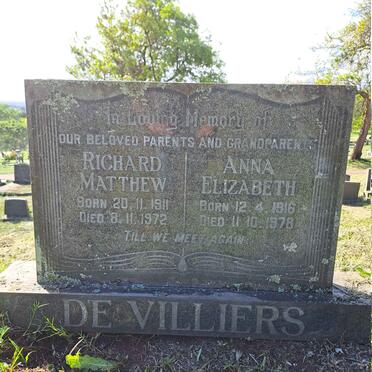 In Loving Memory of
OUR BELOVED PARENTS AND GRANDPARENTS
RICHARD
MATTHEW
BORN 20.11.1911
DIED 8.11.1972
ANNA
ELIZABETH
BORN 12.4.1916
DIED 11.10.1978
TILL WE MEET AGAIN
DE VILLIERS